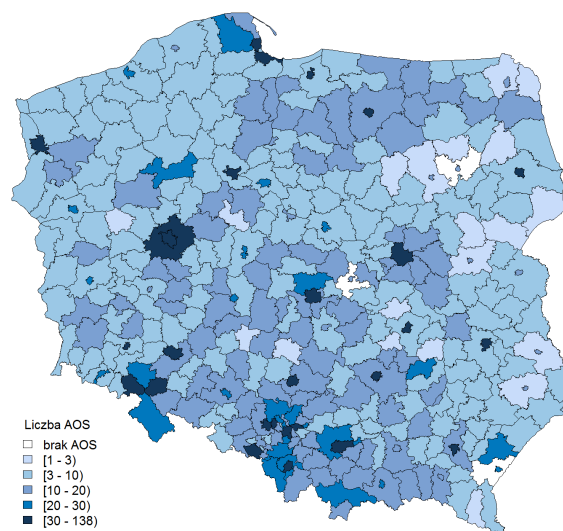 Liczba AOS
brak AOS
[1 - 3)
[3 - 10)
[10 - 20)
[20 - 30)
[30 - 138)